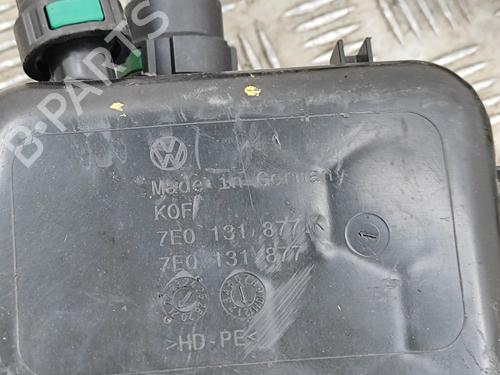 B-PARTS
Made in Germany
KOF
7E0 131 877 K
7E0 131 877
>HD-PE<